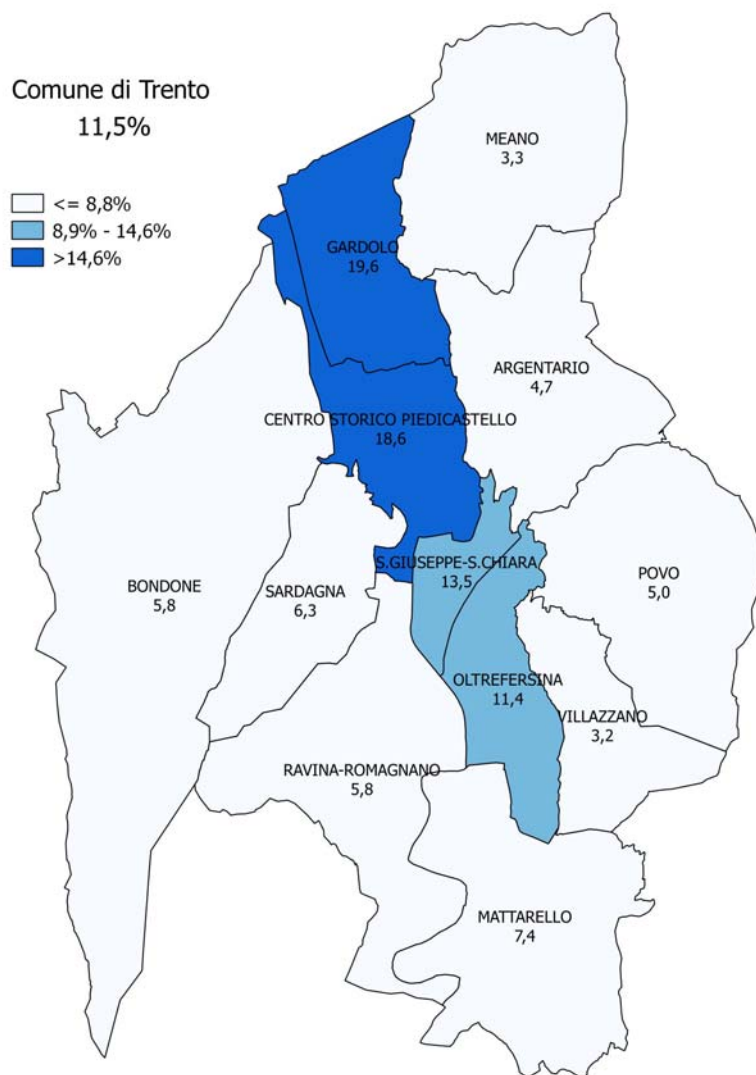 Comune di Trento
11,5%
<= 8,8%
8,9% - 14,6%
>14,6%
MEANO
3,3
GARDOLO
19,6
ARGENTARIO
4,7
CENTRO STORICO PIEDICASTELLO
18,6
S.GIUSEPPE-S.CHIARA
13,5
BONDONE
5,8
SARDAGNA
6,3
POVO
5,0
OLTREFERSINA
11,4
VILLAZZANO
3,2
RAVINA-ROMAGNANO
5,8
MATTARELLO
7,4